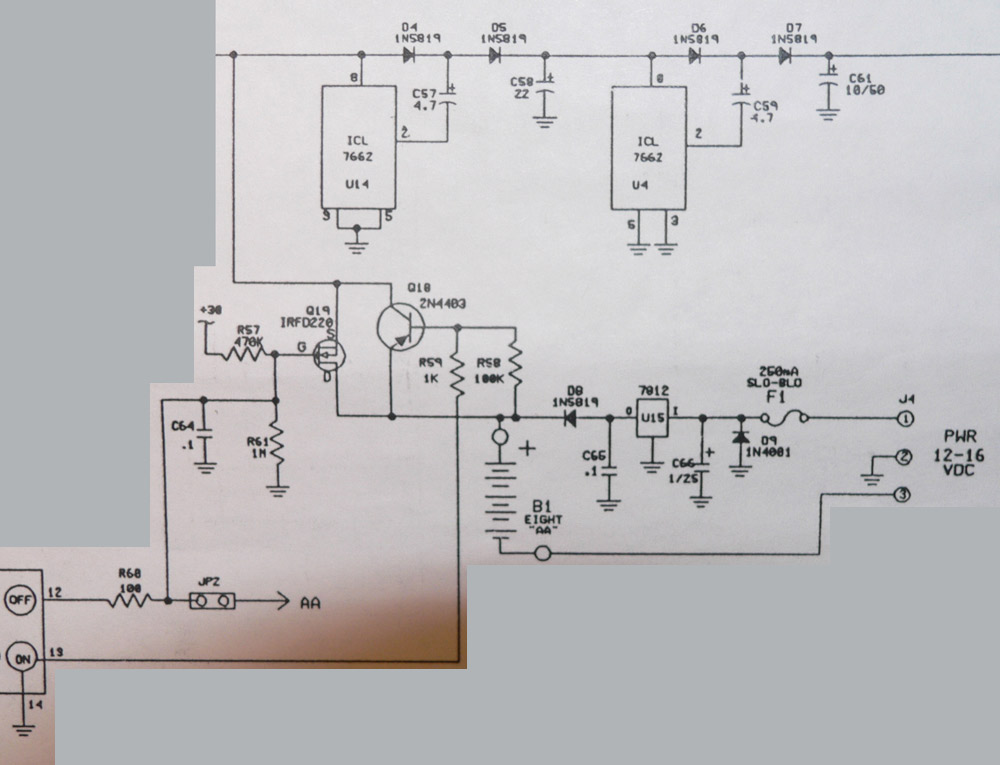 D4
1N5819
D5
1N5819
D6
1N5819
D7
1N5819
8
C57
4.7
+
C58
22
+
8
C59
4.7
+
C61
10/50
+
2
ICL
7662
U14
3
5
2
ICL
7662
U4
5
3
+30
R57
470K
Q19
IRFD220
S
G
D
Q18
2N4403
R59
1K
R58
100K
C64
.1
R61
1M
D8
1N5819
7812
O
U15
I
250mA
SLO-BLO
F1
J4
1
2
3
PWR
12-16
VDC
C65
.1
C66
1/25
+
D9
1N4001
+
B1
EIGHT
"AA"
OFF
12
R60
100
JP2
AA
ON
13
14